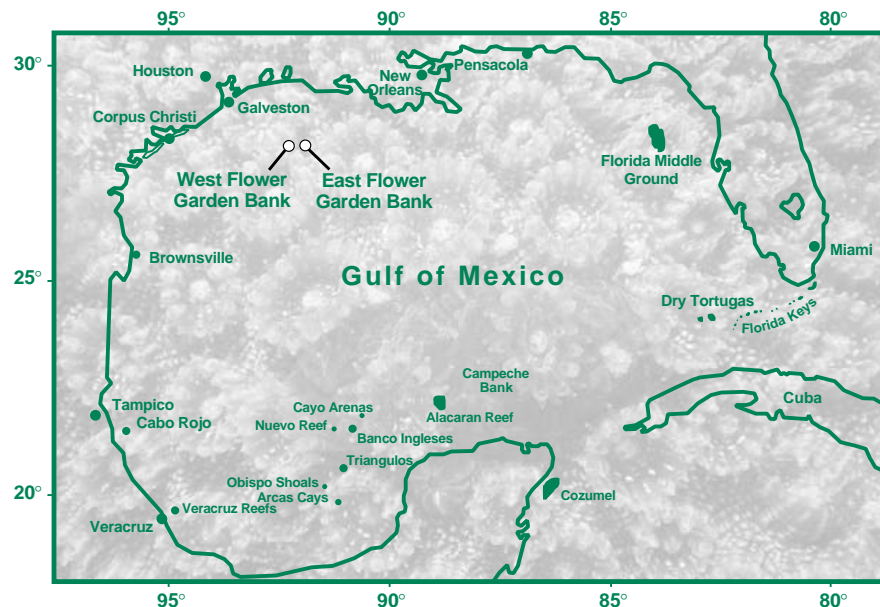 95°
90°
85°
80°
30°
25°
20°
Houston
New
Orleans
Pensacola
Corpus Christi
Galveston
West Flower
Garden Bank
East Flower
Garden Bank
Florida Middle
Ground
Brownsville
Miami
Gulf of Mexico
Dry Tortugas
Florida Keys
Campeche
Bank
Cuba
Tampico
Cabo Rojo
Cayo Arenas
Nuevo Reef
Alacaran Reef
Banco Ingleses
Triangulos
Obispo Shoals
Arcas Cays
Cozumel
Veracruz Reefs
Veracruz
95°
90°
85°
80°